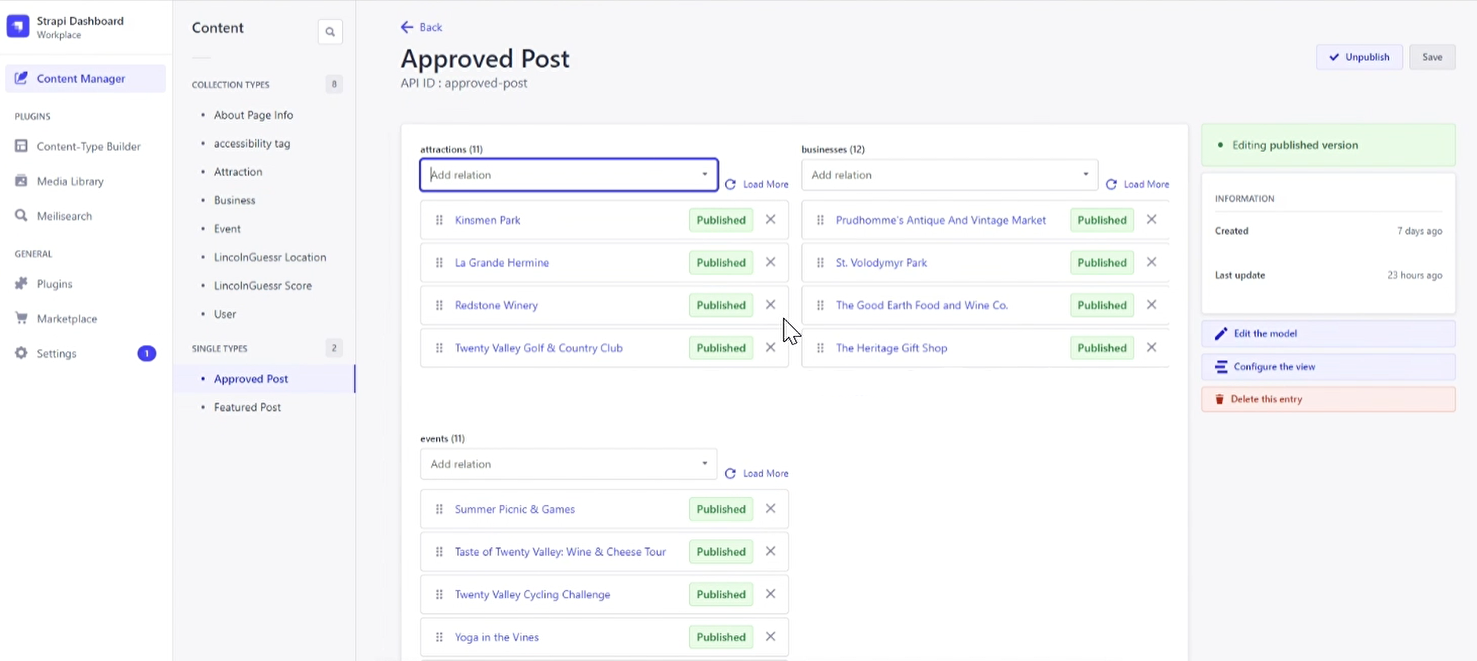 Strapi Dashboard
Workplace
Content Manager
PLUGINS
Content-Type Builder
Media Library
Meilisearch
GENERAL
Plugins
Marketplace
Settings
1
Content
COLLECTION TYPES
8
About Page Info
accessibility tag
Attraction
Business
Event
LincolnGuessr Location
LincolnGuessr Score
User
SINGLE TYPES
2
Approved Post
Featured Post
Back
Approved Post
API ID : approved-post
Unpublish
Save
attractions (11)
Add relation
Load More
Kinsmen Park Published
La Grande Hermine Published
Redstone Winery Published
Twenty Valley Golf & Country Club Published
businesses (12)
Add relation
Load More
Prudhomme's Antique And Vintage Market Published
St. Volodymyr Park Published
The Good Earth Food and Wine Co. Published
The Heritage Gift Shop Published
events (11)
Add relation
Load More
Summer Picnic & Games Published
Taste of Twenty Valley: Wine & Cheese Tour Published
Twenty Valley Cycling Challenge Published
Yoga in the Vines Published
Editing published version
INFORMATION
Created 7 days ago
Last update 23 hours ago
Edit the model
Configure the view
Delete this entry